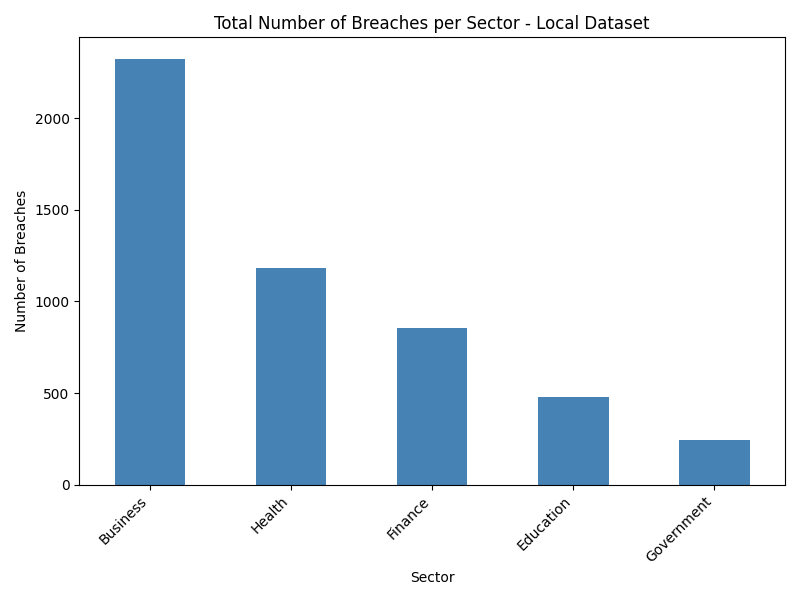 Total Number of Breaches per Sector - Local Dataset
Number of Breaches
2000
1500
1000
500
0
Business
Health
Finance
Education
Government
Sector